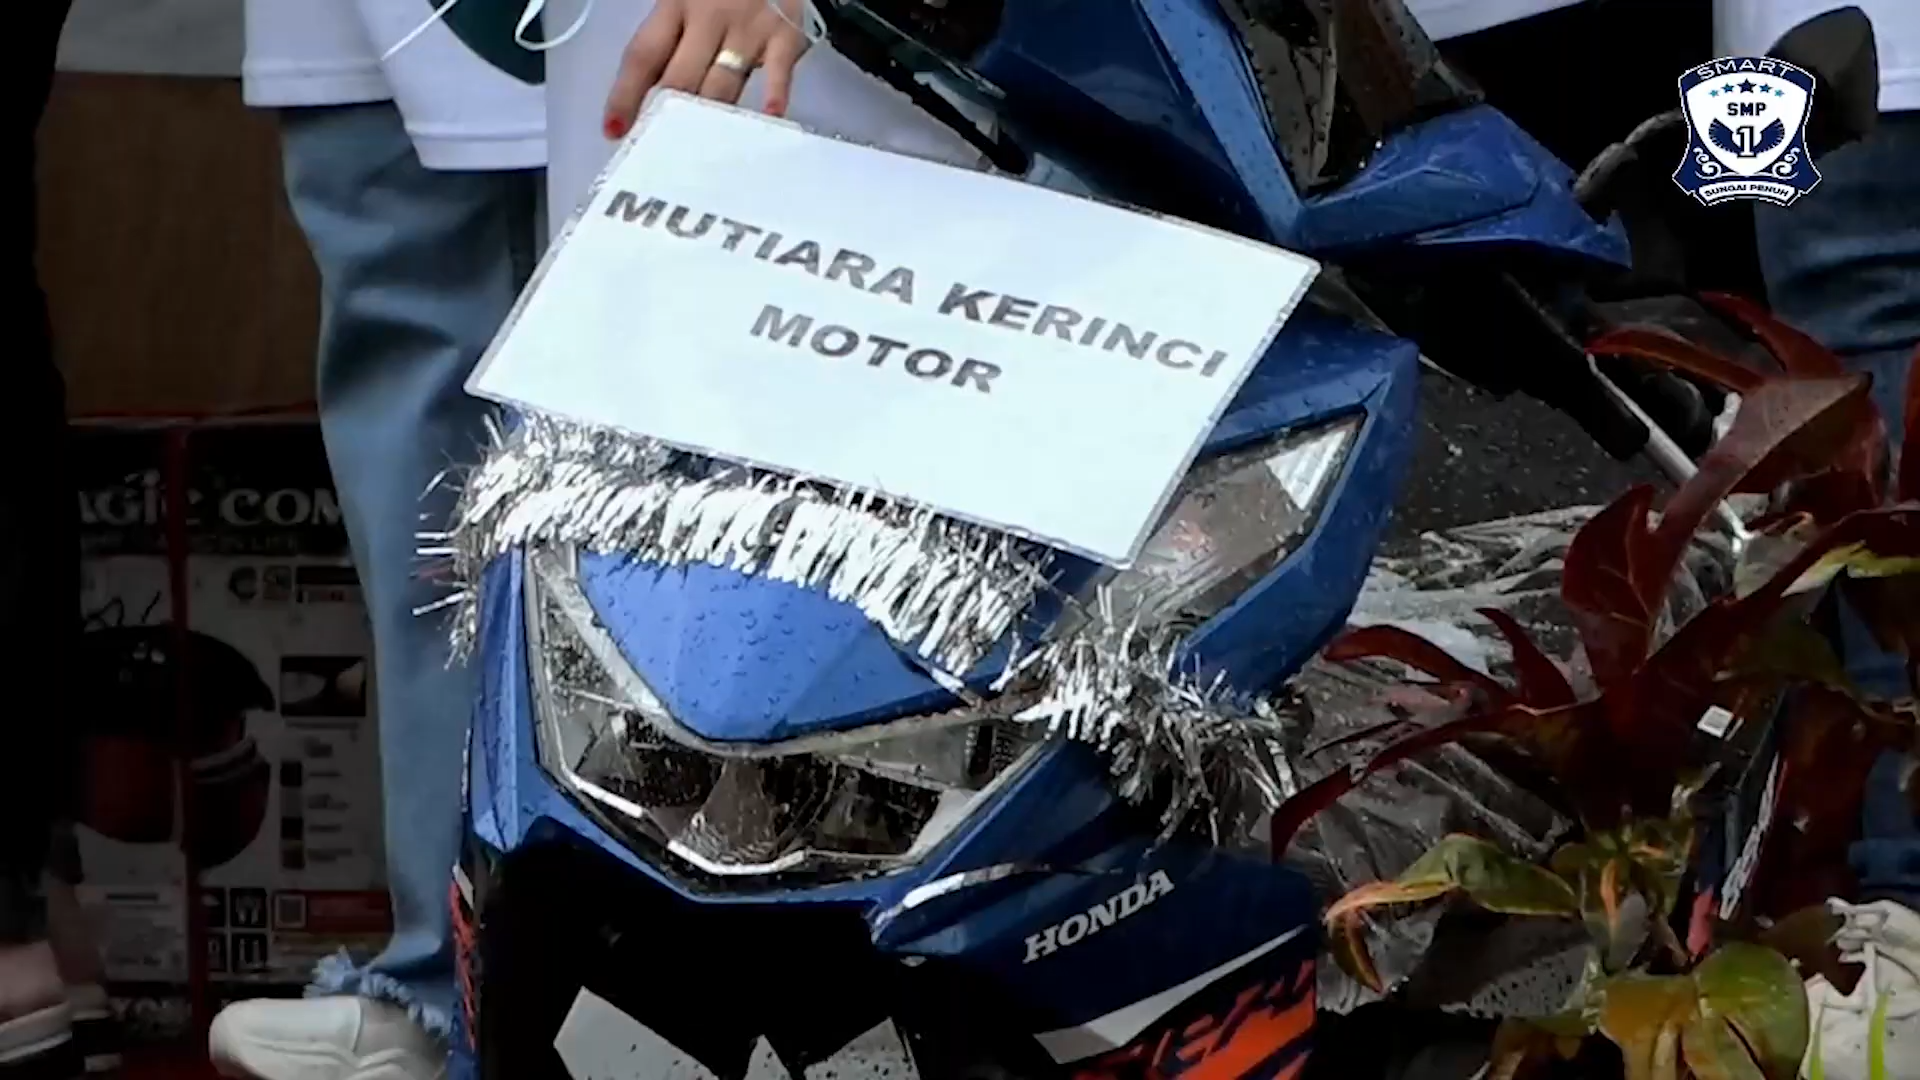 SMART
SMP
1
SUNGAI PENUH
MUTIARA KERINCI
MOTOR
HONDA